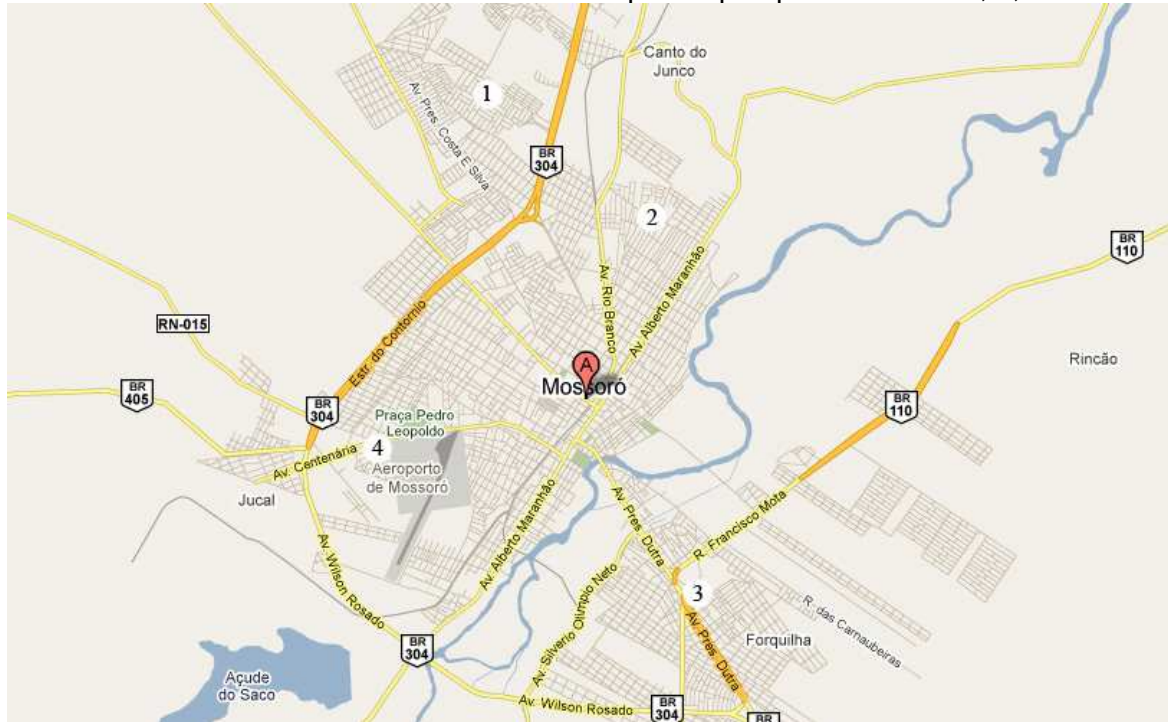 Canto do
Junco
1
Av. Pres. Costa E Silva
BR
304
2
BR
110
Av. Rio Branco
Av. Alberto Maranhão
RN-015
Estr. do Contorno
Rincão
A
Mossoró
BR
405
BR
304
BR
110
Praça Pedro
Leopoldo
4
Av. Centenária
Aeroporto
de Mossoró
Jucal
Av. Alberto Maranhão
Av. Pres. Dutra
R. Francisco Mota
Av. Wilson Rosado
Av. Silverio Olimpio Neto
3
R. das Carnaubeiras
Forquilha
Av. Pres. Dutra
BR
304
Açude
do Saco
Av. Wilson Rosado
BR
304
BR